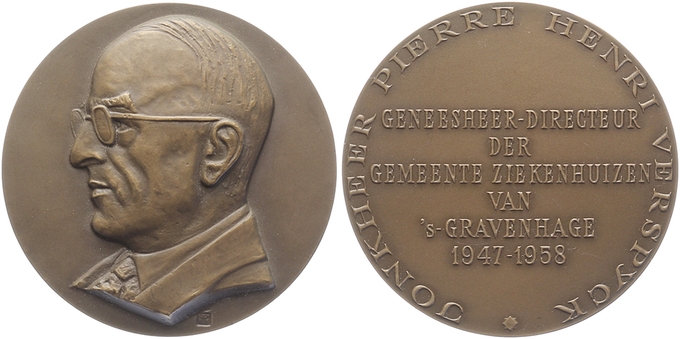 JONKHEER PIERRE HENRI VERSPYCK
GENEESHEER-DIRECTEUR
DER
GEMEENTE ZIEKENHUIZEN
VAN
's-GRAVENHAGE
1947-1958